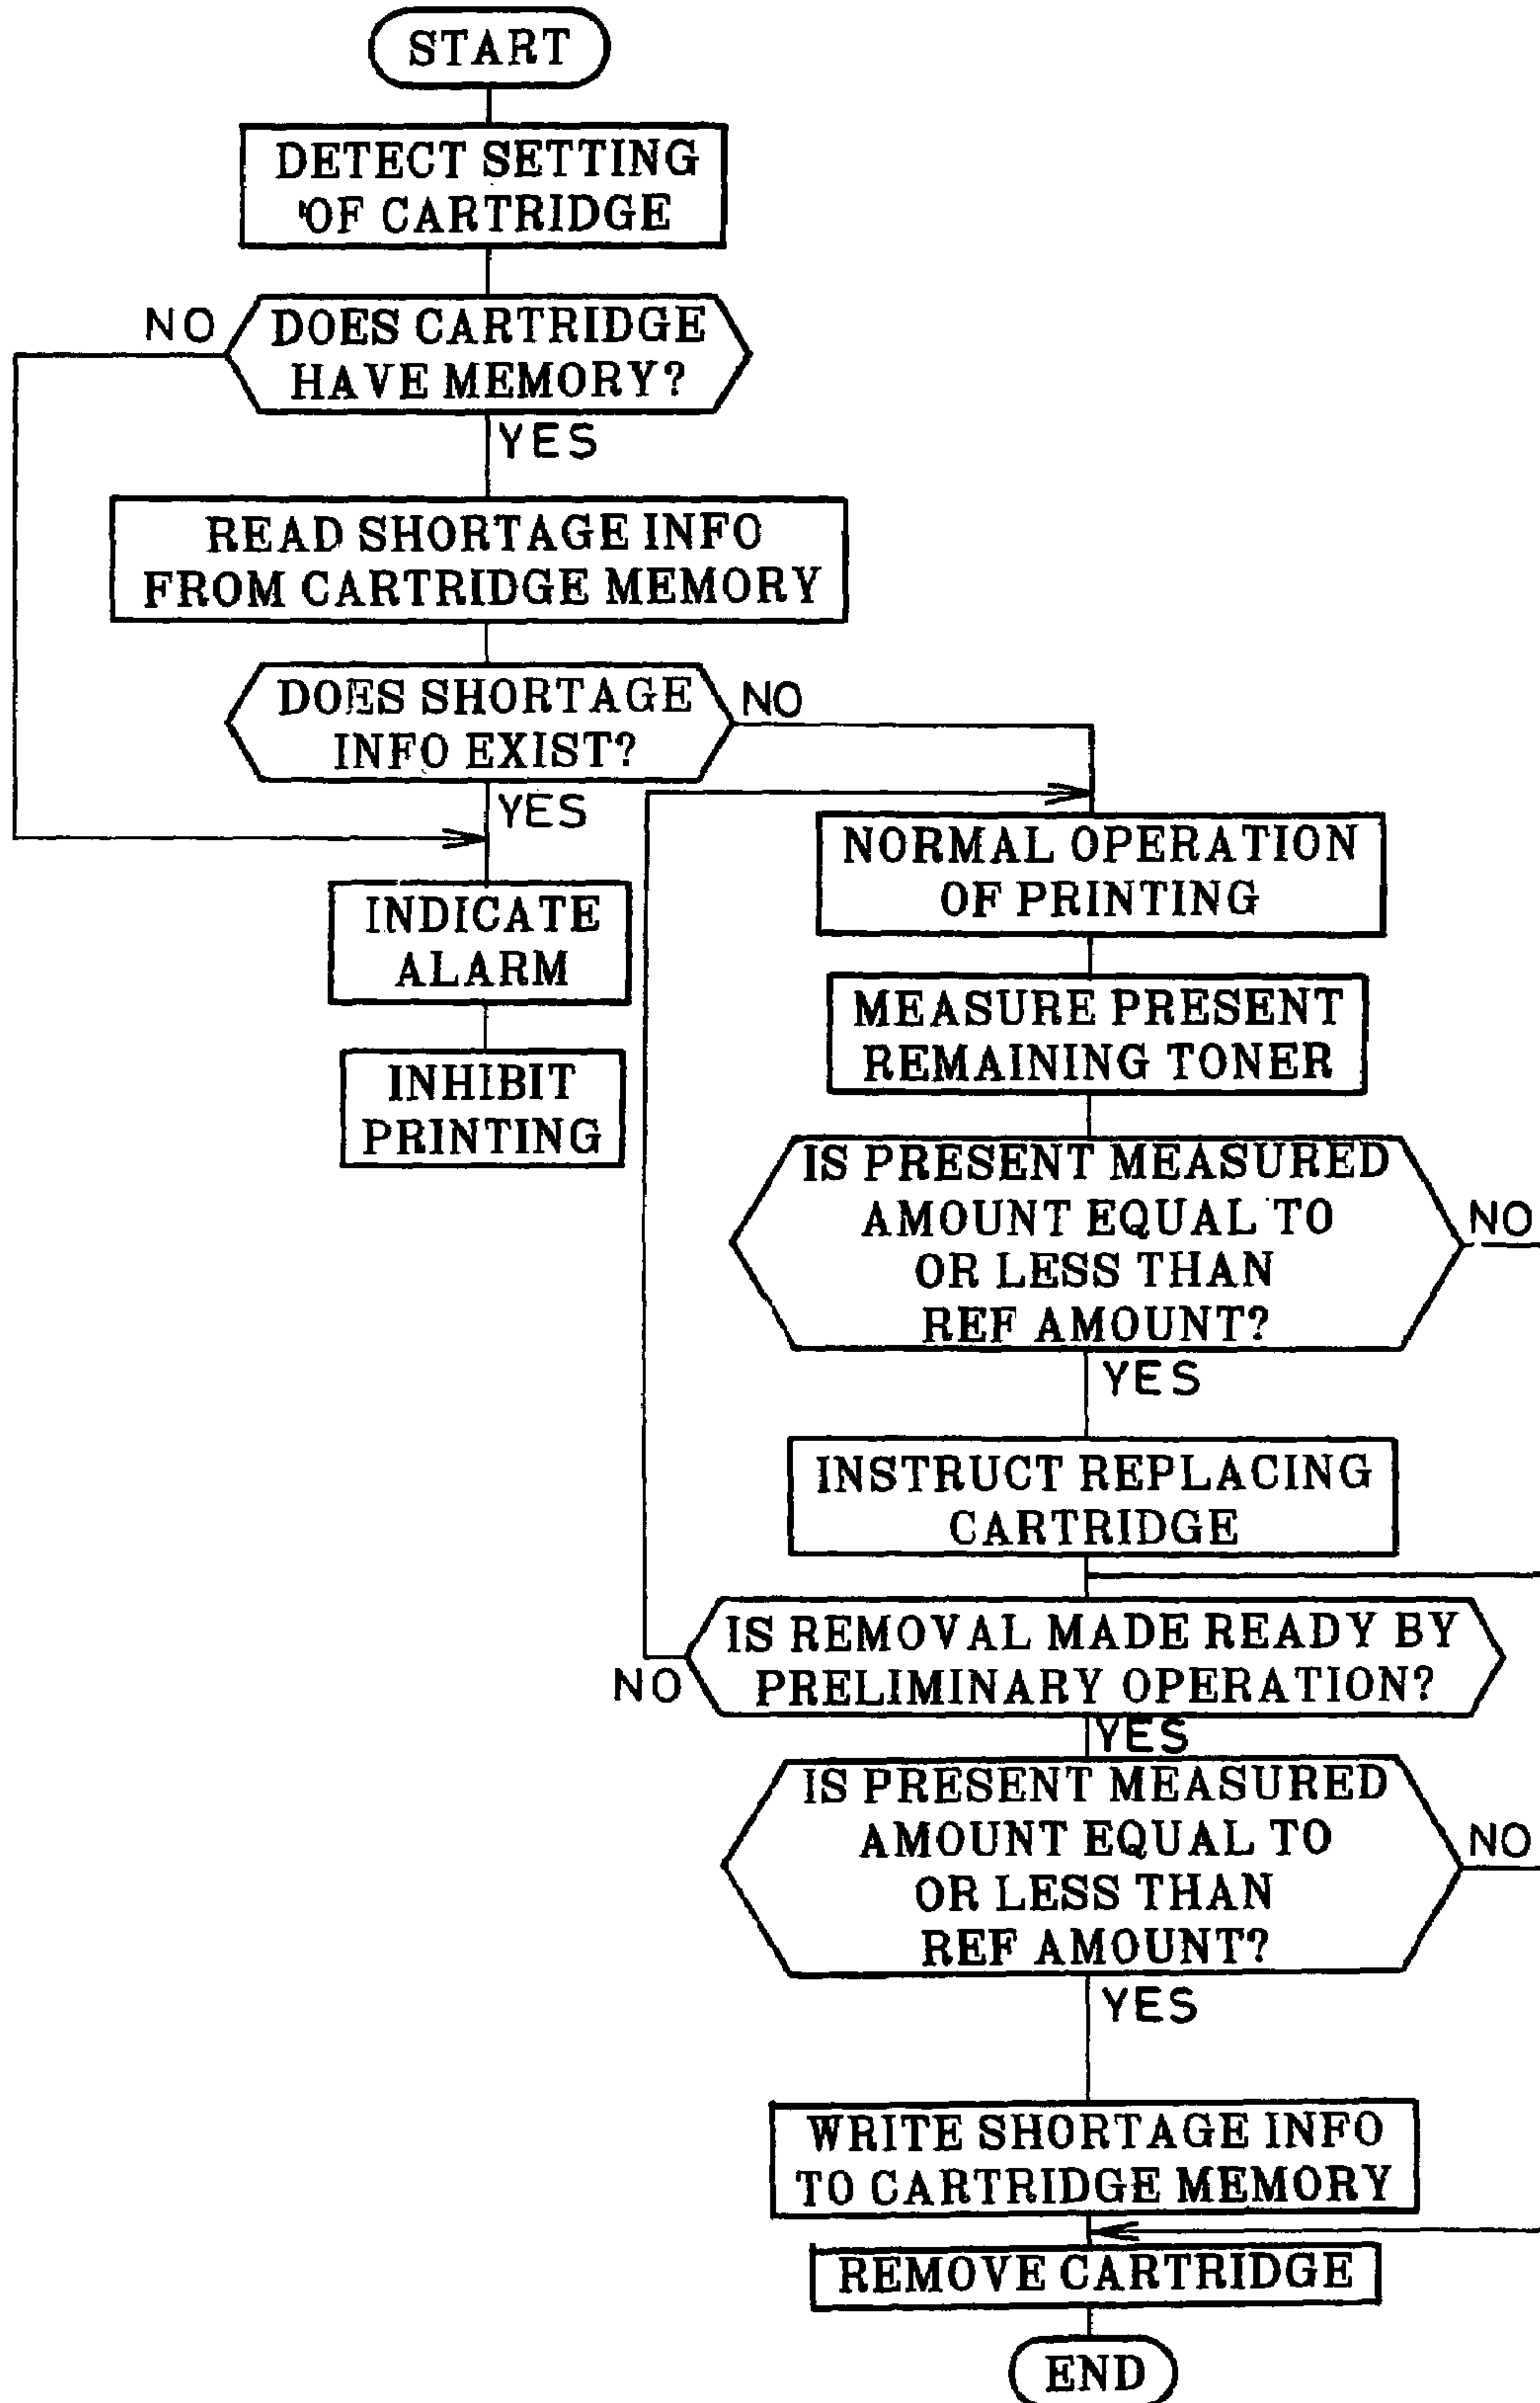 START
DETECT SETTING
OF CARTRIDGE
NO
DOES CARTRIDGE
HAVE MEMORY?
YES
READ SHORTAGE INFO
FROM CARTRIDGE MEMORY
DOES SHORTAGE
INFO EXIST?
NO
YES
INDICATE
ALARM
INHIBIT
PRINTING
NORMAL OPERATION
OF PRINTING
MEASURE PRESENT
REMAINING TONER
IS PRESENT MEASURED
AMOUNT EQUAL TO
OR LESS THAN
REF AMOUNT?
NO
YES
INSTRUCT REPLACING
CARTRIDGE
IS REMOVAL MADE READY BY
PRELIMINARY OPERATION?
NO
YES
IS PRESENT MEASURED
AMOUNT EQUAL TO
OR LESS THAN
REF AMOUNT?
NO
YES
WRITE SHORTAGE INFO
TO CARTRIDGE MEMORY
REMOVE CARTRIDGE
END